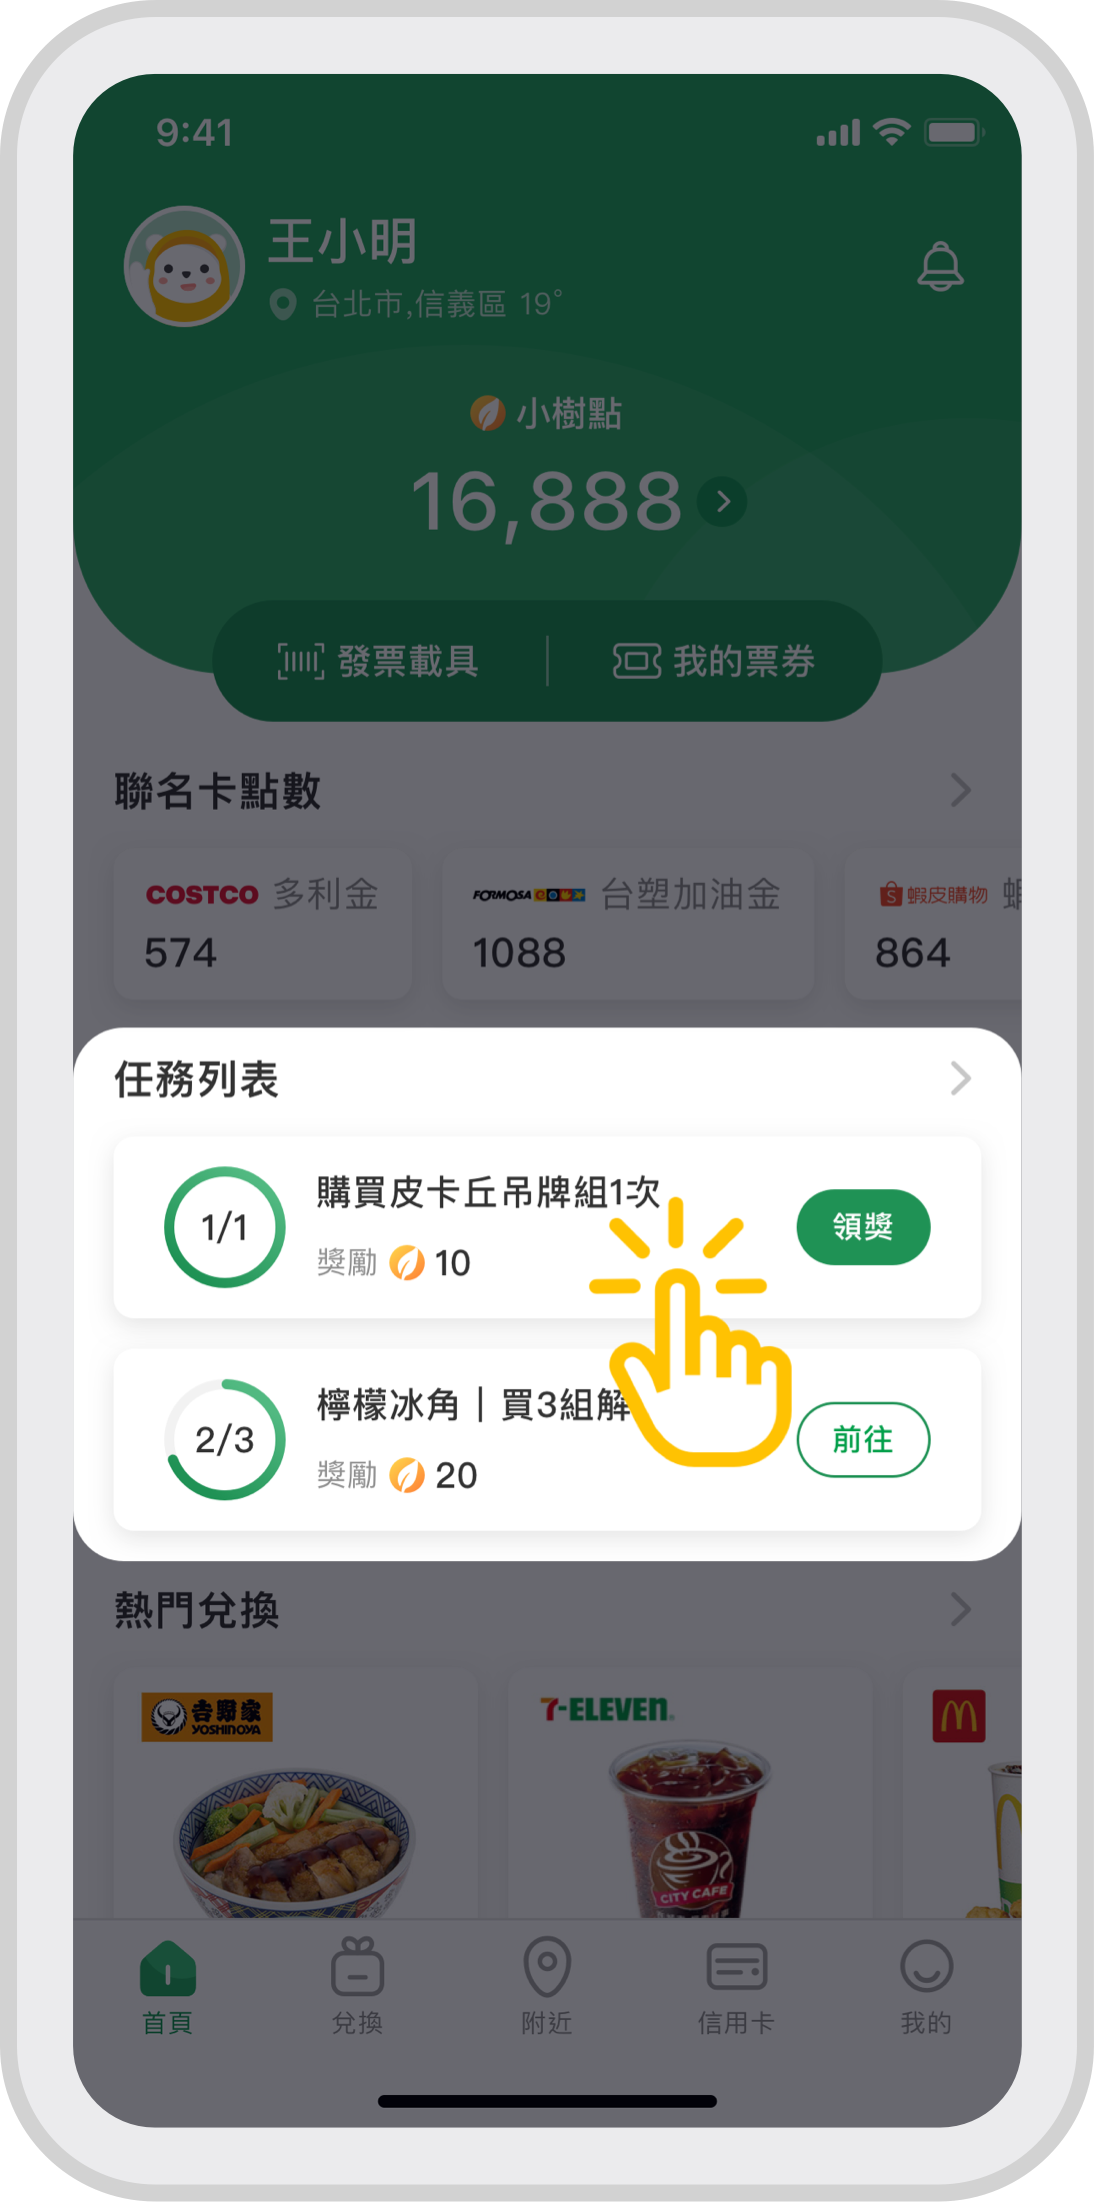 9:41
王小明
台北市,信義區 19°
小樹點
16,888
發票載具
我的票券
聯名卡點數
COSTCO 多利金
574
FORMOSA 台塑加油金
1088
蝦皮購物 蝦
864
任務列表
1/1
購買皮卡丘吊牌組1次
獎勵 10
領獎
2/3
檸檬冰角｜買3組解
獎勵 20
前往
熱門兌換
吉野家
YOSHINOYA
7-ELEVEN
CITY CAFE
首頁
兌換
附近
信用卡
我的